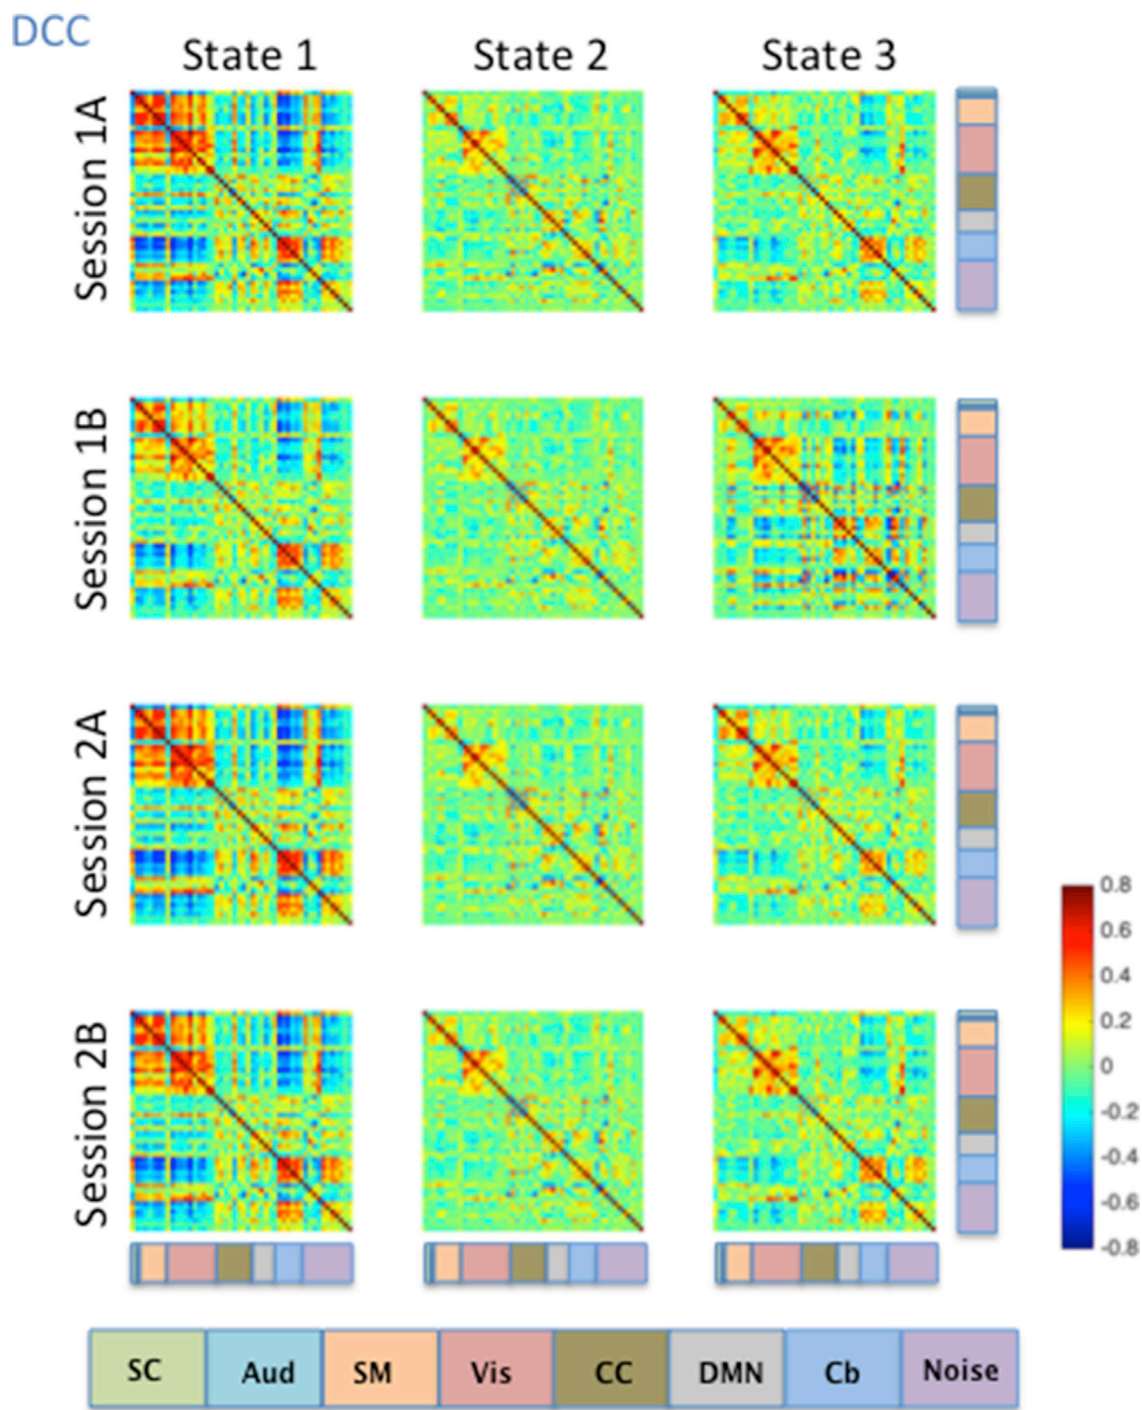 DCC
State 1 State 2 State 3
Session 1A
Session 1B
Session 2A
Session 2B
0.8
0.6
0.4
0.2
0
-0.2
-0.4
-0.6
-0.8
SC Aud SM Vis CC DMN Cb Noise